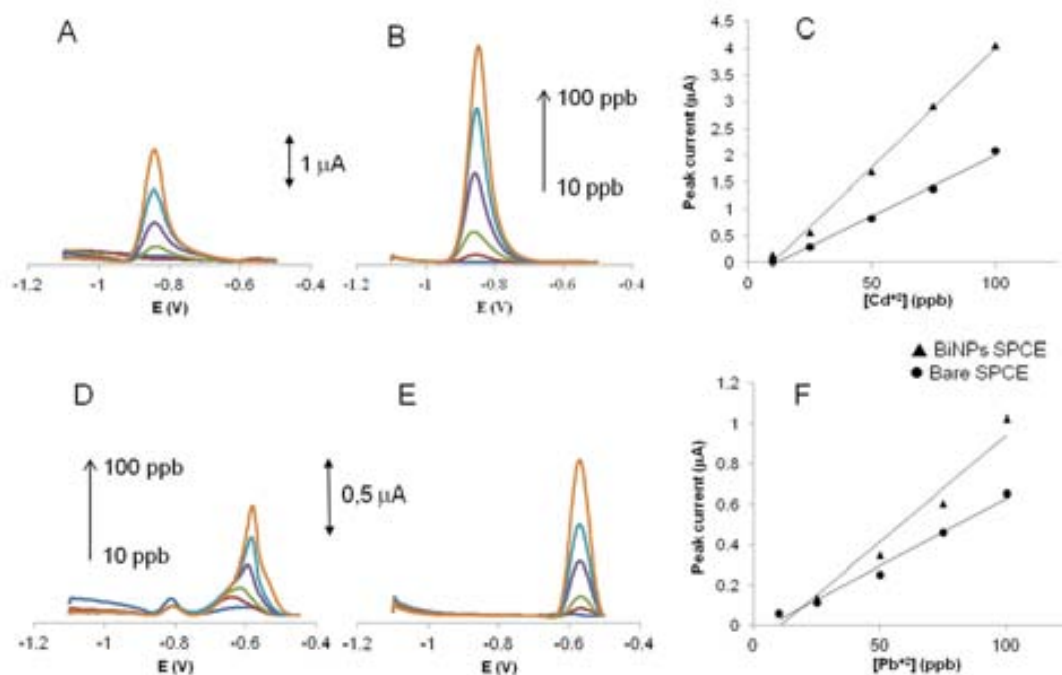 A
1 µA
-1.2 -1 -0.8 -0.6 -0.4
E (V)
B
100 ppb
10 ppb
-1.2 -1 -0.8 -0.6 -0.4
E (V)
C
Peak current (µA)
4.5
4
3.5
3
2.5
2
1.5
1
0.5
0
0 50 100
[Cd⁺²] (ppb)
▲ BiNPs SPCE
● Bare SPCE
D
100 ppb
10 ppb
-1.2 -1 -0.8 -0.6 -0.4
E (V)
0,5 µA
E
-1.2 -1 -0.8 -0.6 -0.4
E (V)
F
Peak current (µA)
1.2
1
0.8
0.6
0.4
0.2
0
0 50 100
[Pb⁺²] (ppb)